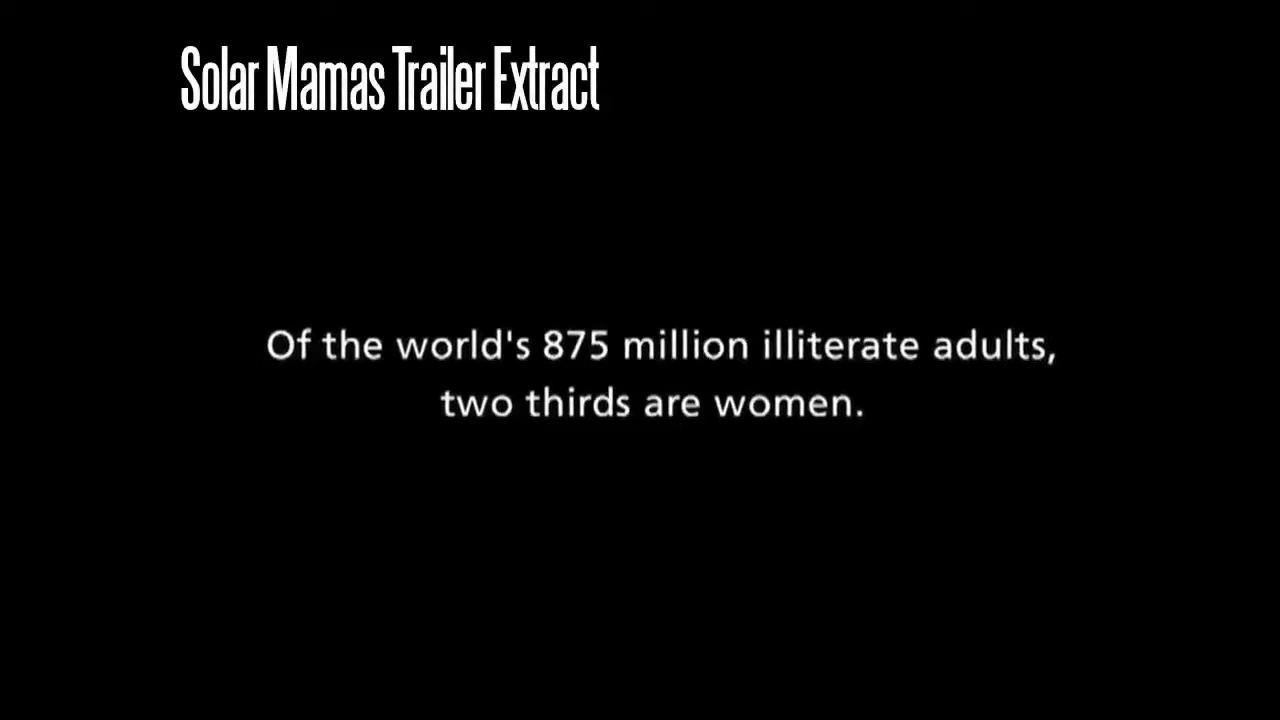 Solar Mamas Trailer Extract
Of the world's 875 million illiterate adults,
two thirds are women.